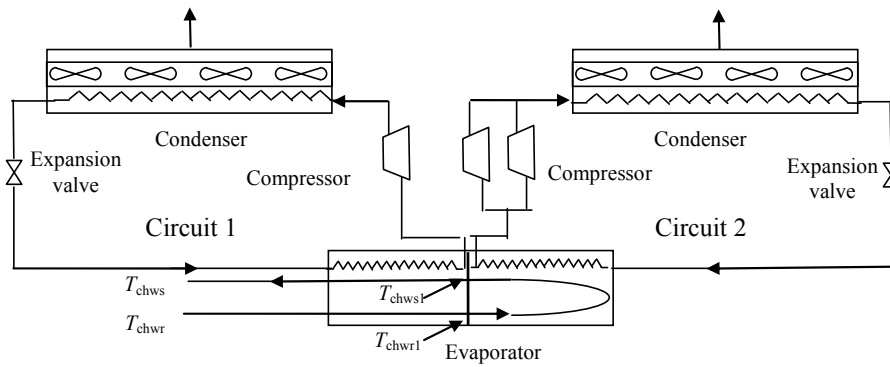 Condenser
Condenser
Expansion
valve
Compressor
Compressor
Expansion
valve
Circuit 1
Circuit 2
Tchws
Tchws1
Tchwr
Tchwr1
Evaporator